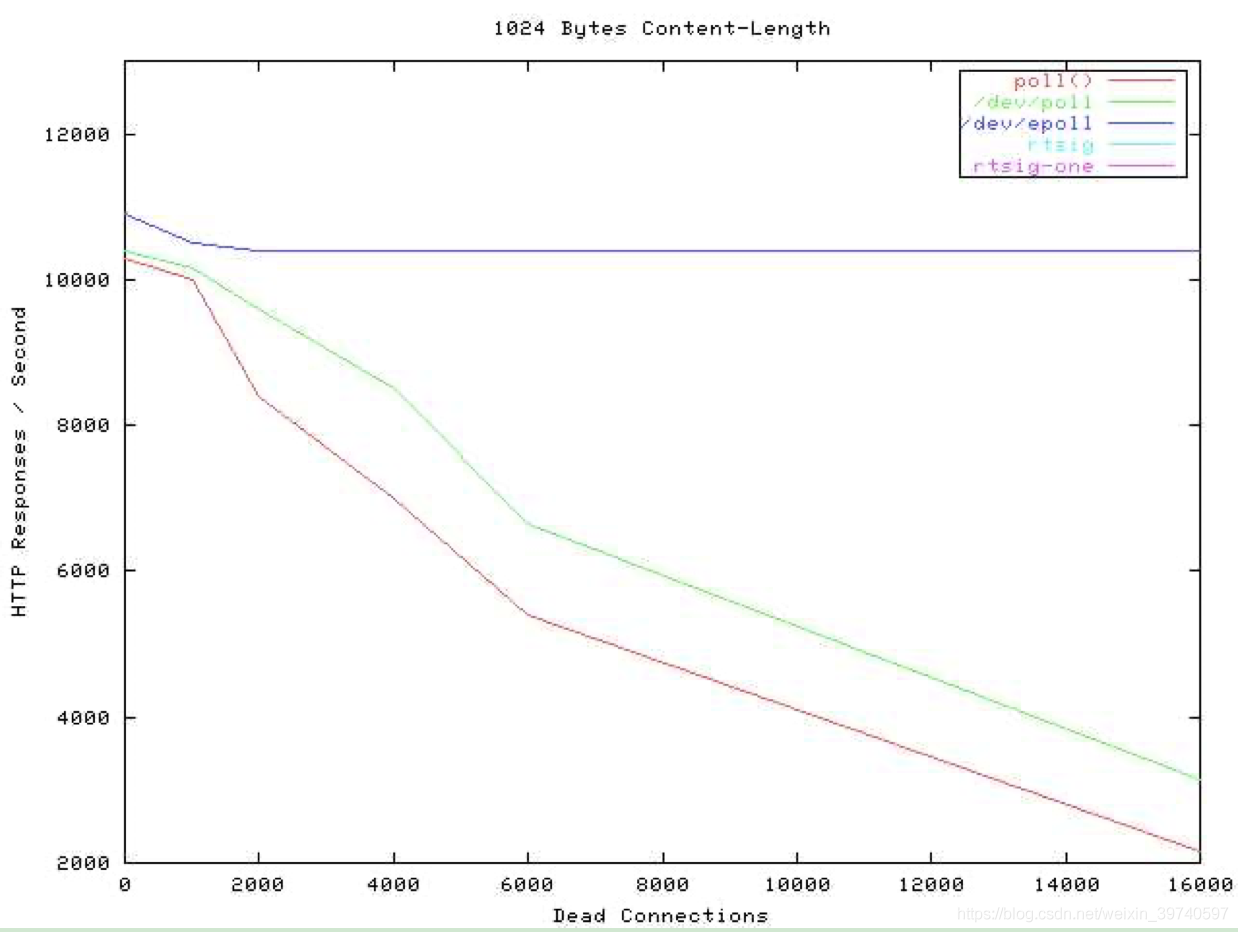 1024 Bytes Content-Length
poll()
/dev/poll
/dev/epoll
rtsig
rtsig-one
12000
10000
8000
6000
4000
2000
HTTP Responses / Second
0 2000 4000 6000 8000 10000 12000 14000 16000
Dead Connections
https://blog.csdn.net/weixin_39740597